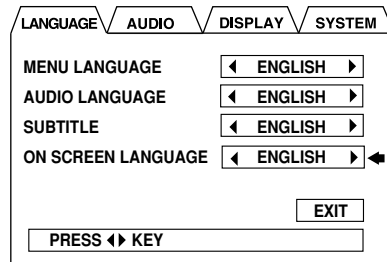 LANGUAGE AUDIO DISPLAY SYSTEM
MENU LANGUAGE ENGLISH
AUDIO LANGUAGE ENGLISH
SUBTITLE ENGLISH
ON SCREEN LANGUAGE ENGLISH
EXIT
PRESS KEY